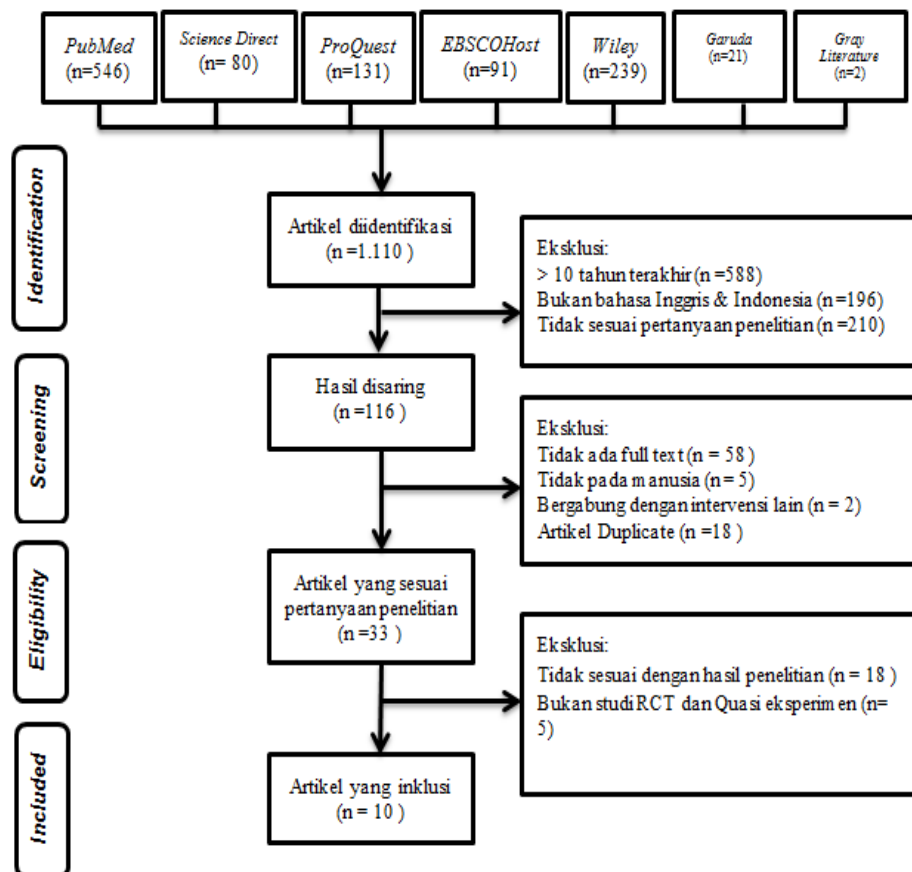 PubMed
(n=546)
Science Direct
(n= 80)
ProQuest
(n=131)
EBSCOHost
(n=91)
Wiley
(n=239)
Garuda
(n=21)
Gray
Literature
(n=2)
Identification
Artikel diidentifikasi
(n =1.110 )
Eksklusi:
> 10 tahun terakhir (n =588)
Bukan bahasa Inggris & Indonesia (n=196)
Tidak sesuai pertanyaan penelitian (n =210)
Screening
Hasil disaring
(n =116 )
Eksklusi:
Tidak ada full text (n = 58 )
Tidak pada manusia (n= 5)
Bergabung dengan intervensi lain (n = 2)
Artikel Duplicate (n =18 )
Eligibility
Artikel yang sesuai
pertanyaan penelitian
(n =33 )
Eksklusi:
Tidak sesuai dengan hasil penelitian (n = 18 )
Bukan studi RCT dan Quasi eksperimen (n=
5)
Included
Artikel yang inklusi
(n = 10 )